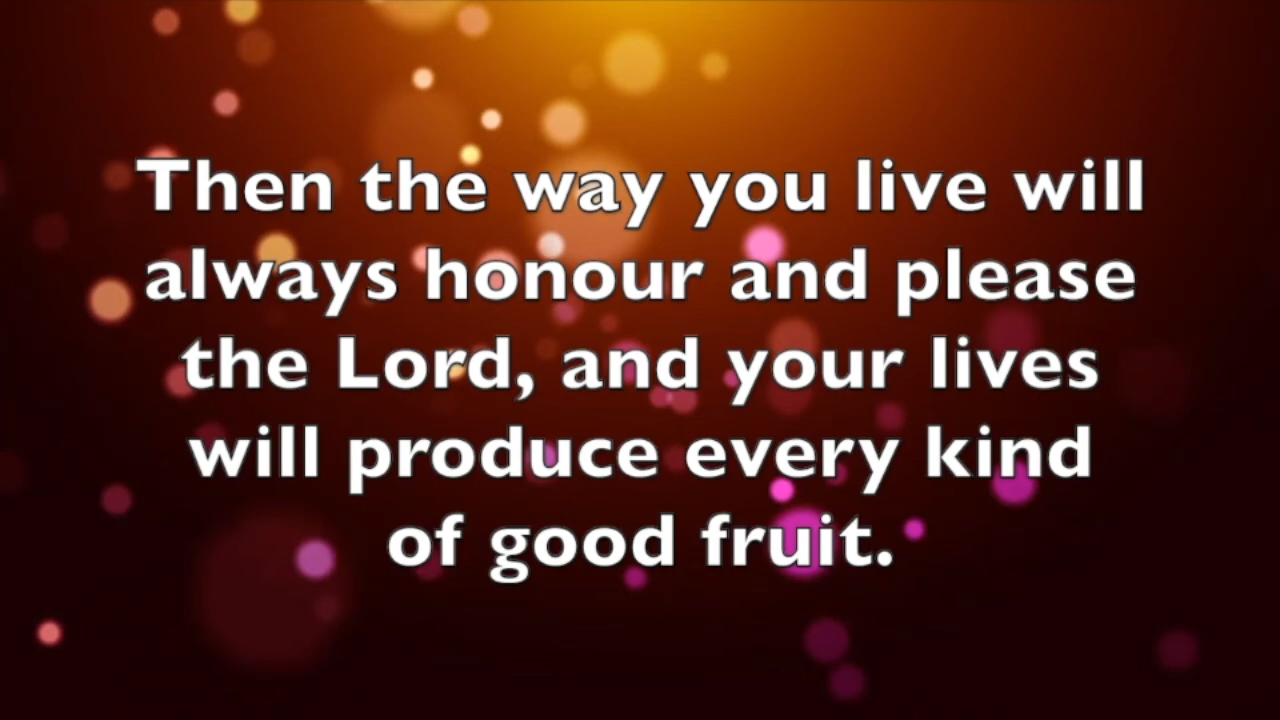 Then the way you live will
always honour and please
the Lord, and your lives
will produce every kind
of good fruit.